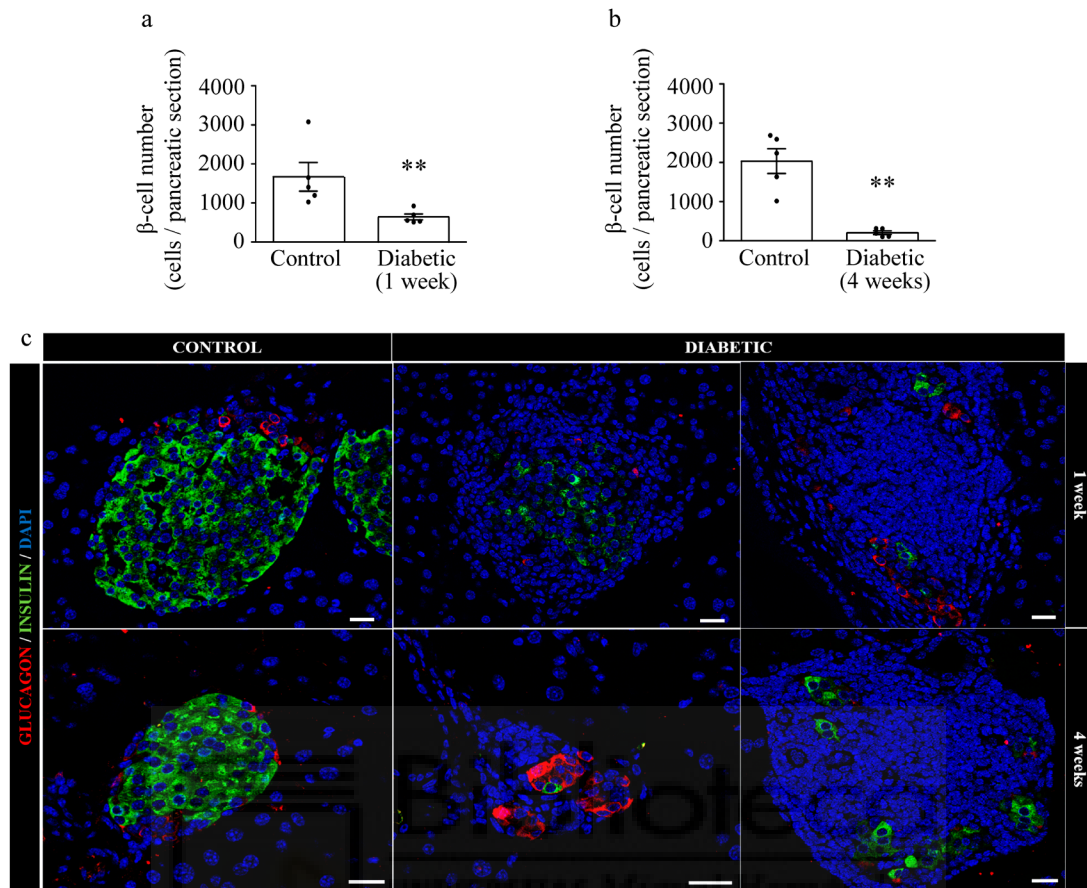 a
β-cell number
(cells / pancreatic section)
4000
3000
2000
1000
0
**
Control
Diabetic
(1 week)
b
β-cell number
(cells / pancreatic section)
4000
3000
2000
1000
0
**
Control
Diabetic
(4 weeks)
c
CONTROL
DIABETIC
GLUCAGON / INSULIN / DAPI
1 week
4 weeks